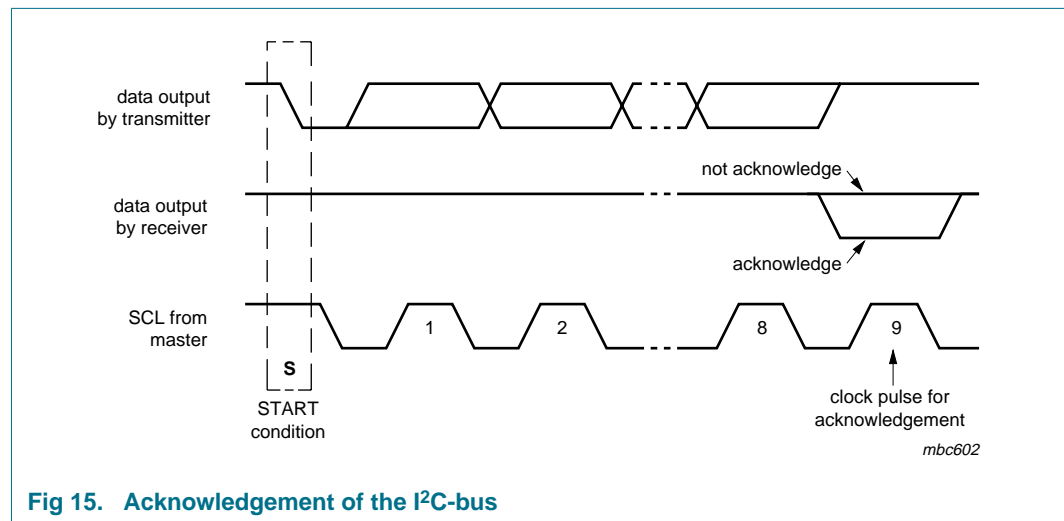 data output
by transmitter
not acknowledge
data output
by receiver
acknowledge
SCL from
master
1
2
8
9
S
START
condition
clock pulse for
acknowledgement
mbc602
Fig 15. Acknowledgement of the I²C-bus